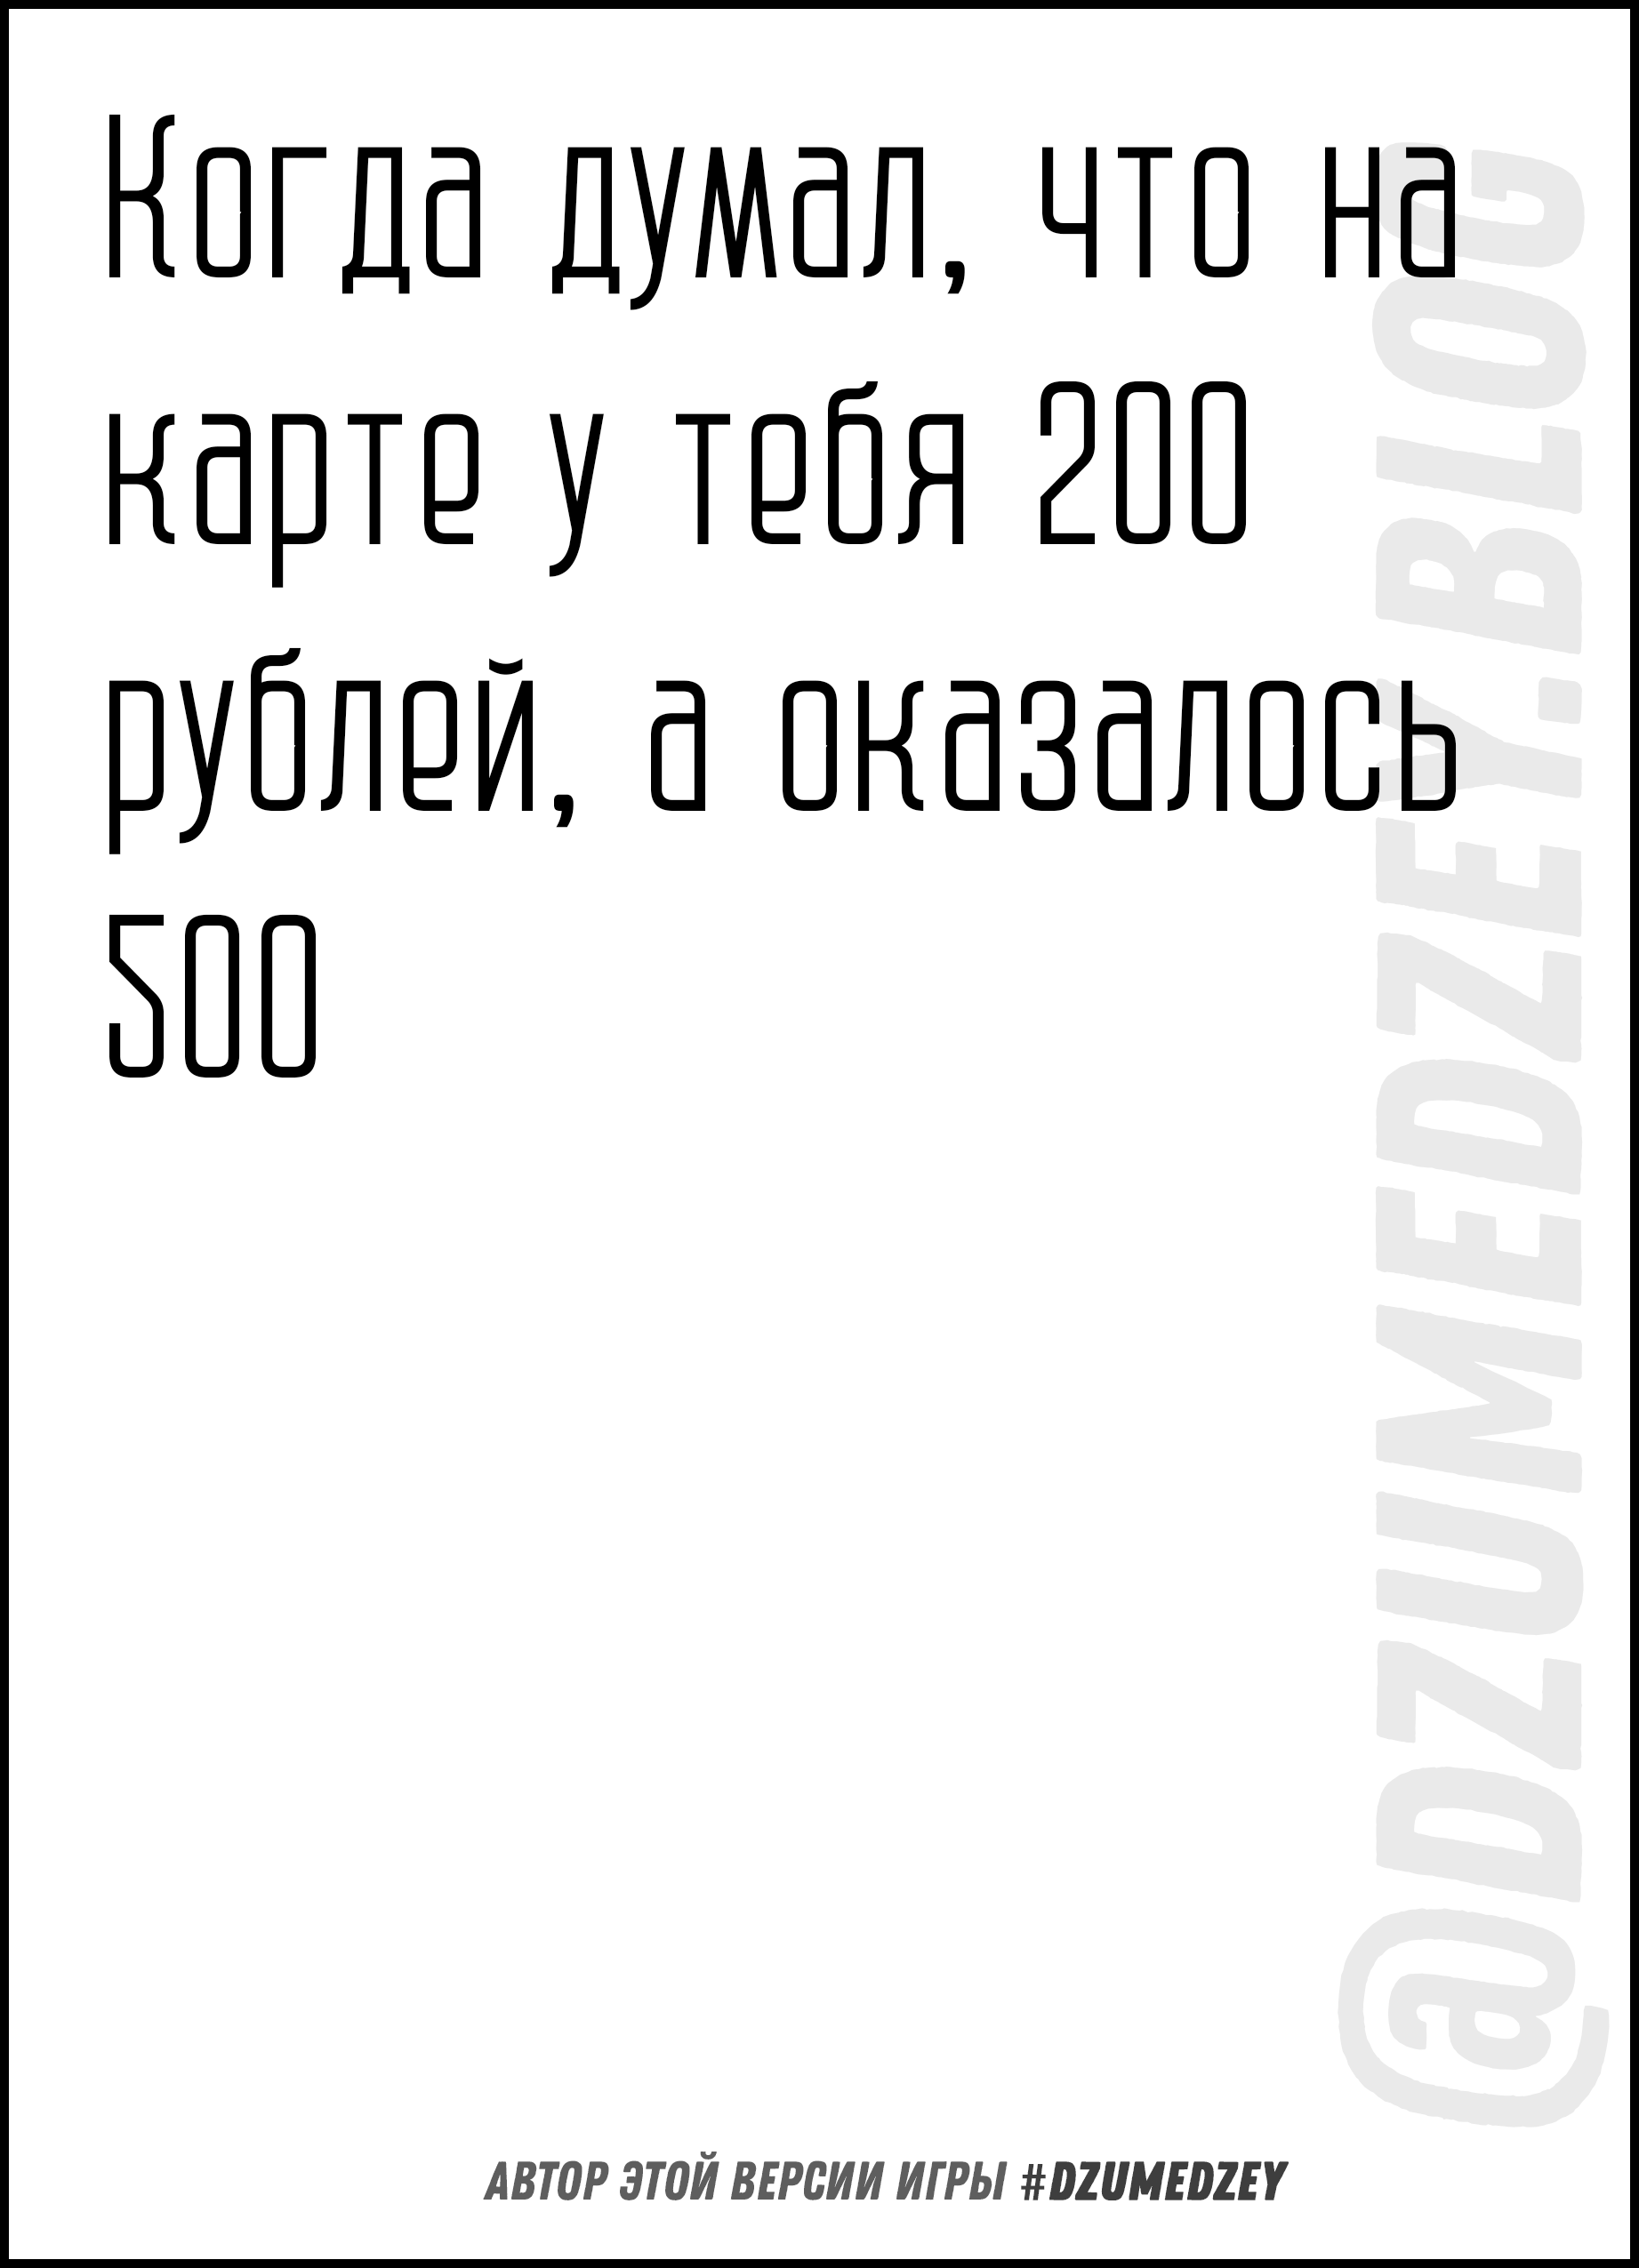 Когда думал, что на
карте у тебя 200
рублей, а оказалось
500
@DZUMEDZEY.BLOG
АВТОР ЭТОЙ ВЕРСИИ ИГРЫ #DZUMEDZEY